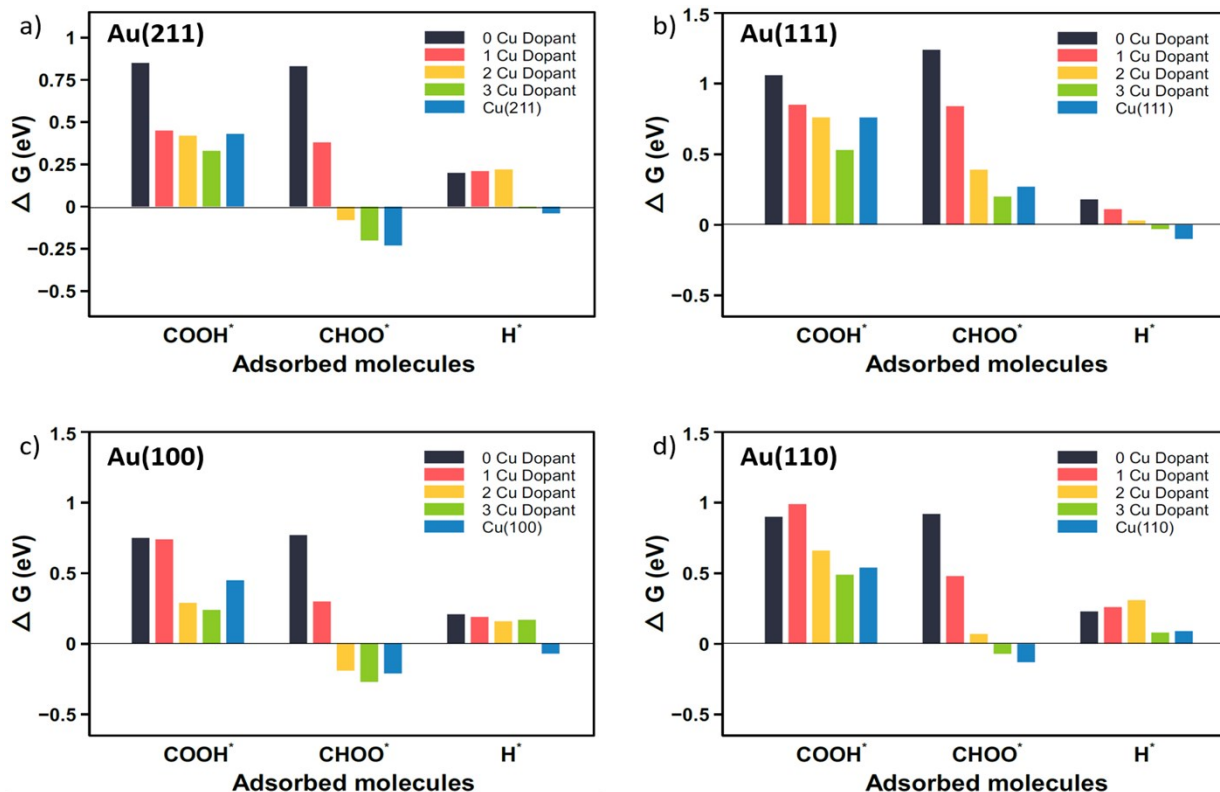 a)
Au(211)
0 Cu Dopant
1 Cu Dopant
2 Cu Dopant
3 Cu Dopant
Cu(211)
1
0.75
0.5
0.25
0
−0.25
−0.5
Δ G (eV)
COOH*
CHOO*
H*
Adsorbed molecules
b)
Au(111)
0 Cu Dopant
1 Cu Dopant
2 Cu Dopant
3 Cu Dopant
Cu(111)
1.5
1
0.5
0
−0.5
Δ G (eV)
COOH*
CHOO*
H*
Adsorbed molecules
c)
Au(100)
0 Cu Dopant
1 Cu Dopant
2 Cu Dopant
3 Cu Dopant
Cu(100)
1.5
1
0.5
0
−0.5
Δ G (eV)
COOH*
CHOO*
H*
Adsorbed molecules
d)
Au(110)
0 Cu Dopant
1 Cu Dopant
2 Cu Dopant
3 Cu Dopant
Cu(110)
1.5
1
0.5
0
−0.5
Δ G (eV)
COOH*
CHOO*
H*
Adsorbed molecules